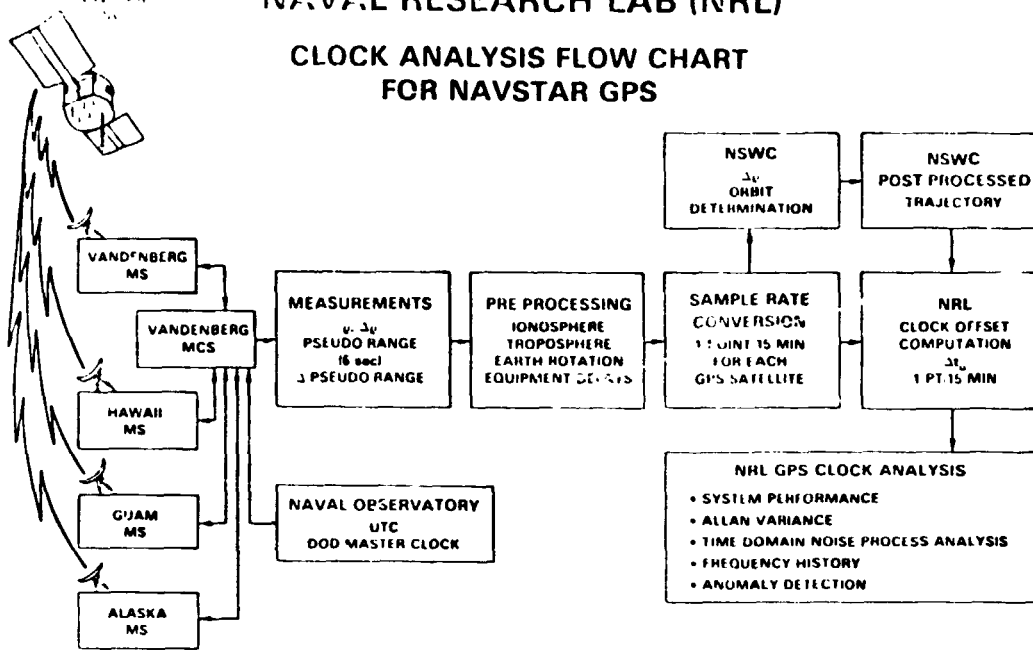 NAVAL RESEARCH LAB (NRL)
CLOCK ANALYSIS FLOW CHART
FOR NAVSTAR GPS
VANDENBERG
MS
VANDENBERG
MCS
HAWAII
MS
GUAM
MS
ALASKA
MS
MEASUREMENTS
PSEUDO RANGE
(6 sec)
Δ PSEUDO RANGE
NAVAL OBSERVATORY
UTC
DOD MASTER CLOCK
PRE PROCESSING
IONOSPHERE
TROPOSPHERE
EARTH ROTATION
EQUIPMENT DELAYS
SAMPLE RATE
CONVERSION
1 POINT 15 MIN
FOR EACH
GPS SATELLITE
NSWC
ORBIT
DETERMINATION
NSWC
POST PROCESSED
TRAJECTORY
NRL
CLOCK OFFSET
COMPUTATION
1 PT 15 MIN
NRL GPS CLOCK ANALYSIS
• SYSTEM PERFORMANCE
• ALLAN VARIANCE
• TIME DOMAIN NOISE PROCESS ANALYSIS
• FREQUENCY HISTORY
• ANOMALY DETECTION